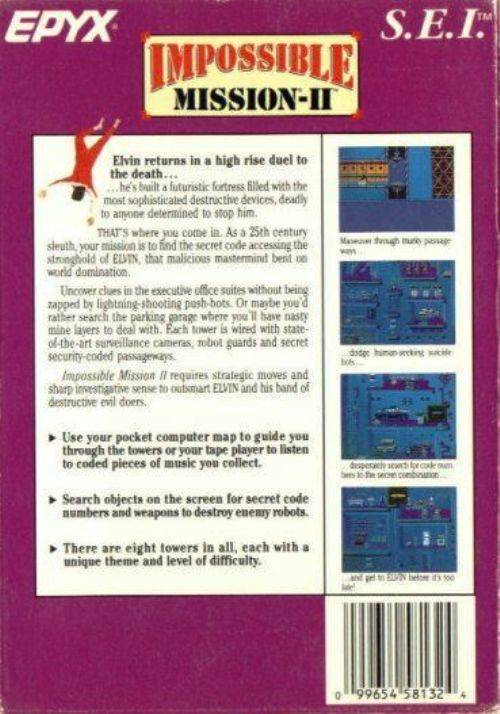 EPYX®
S.E.I.™
IMPOSSIBLE
MISSION-II
Elvin returns in a high rise duel to
the death...
...he's built a futuristic fortress filled with the
most sophisticated destructive devices, deadly
to anyone determined to stop him.
THAT'S where you come in. As a 25th century
sleuth, your mission is to find the secret code accessing the
stronghold of ELVIN, that malicious mastermind bent on
world domination.
Uncover clues in the executive office suites without being
zapped by lightning-shooting push-bots. Or maybe you'd
rather search the parking garage where you'll have nasty
mine layers to deal with. Each tower is wired with state-
of-the-art surveillance cameras, robot guards and secret
security-coded passageways.
Impossible Mission II requires strategic moves and
sharp investigative sense to outsmart ELVIN and his band of
destructive evil doers.
▶ Use your pocket computer map to guide you
through the towers or your tape player to listen
to coded pieces of music you collect.
▶ Search objects on the screen for secret code
numbers and weapons to destroy enemy robots.
▶ There are eight towers in all, each with a
unique theme and level of difficulty.
Maneuver through murky passage
ways...
...dodge human-seeking suicide
bots...
...desperately search for code num
bers to the secret combination...
...and get to ELVIN before it's too
late!
0 99654 58132 4